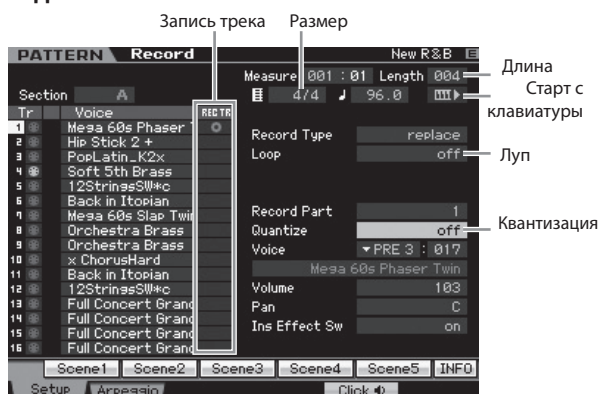 Запись трека Размер
PATTERN Record New R&B E
Measure 001 : 01 Length 004
Длина
Section A 4/4 96.0
Старт с клавиатуры
Tr Voice REC TR
1 Mega 60s Phaser
2 Hip Stick 2 +
3 PopLatin_K2x
4 Soft 5th Brass
5 12StringsSW*c
6 Back in Itopian
7 Mega 60s Slap Twin
8 Orchestra Brass
9 Orchestra Brass
10 x ChorusHard
11 Back in Itopian
12 12StringsSW*c
13 Full Concert Grand
14 Full Concert Grand
15 Full Concert Grand
16 Full Concert Grand
Record Type replace
Loop off
Луп
Record Part 1
Quantize off
Квантизация
Voice PRE 3 : 017
Mega 60s Phaser Twin
Volume 103
Pan C
Ins Effect Sw on
Scene1 Scene2 Scene3 Scene4 Scene5 INFO
Setup Arpeggio Click